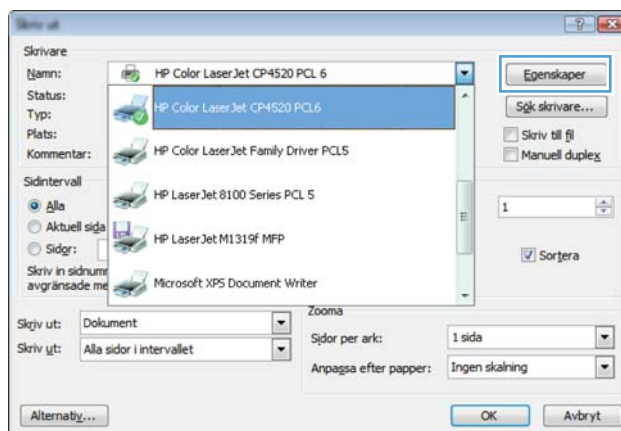 Skriv ut
Skrivare
Namn: HP Color LaserJet CP4520 PCL 6 Egenskaper
Status: HP Color LaserJet CP4520 PCL6 Sök skrivare...
Typ:
Plats: Skriv till fil
Kommentar: HP Color LaserJet Family Driver PCL5 Manuell duplex
Sidintervall HP LaserJet 8100 Series PCL 5
Alla 1
Aktuell sida HP LaserJet M1319f MFP
Sidor: Sortera
Skriv in sidnumr
avgränsade me Microsoft XPS Document Writer
Zooma
Skriv ut: Dokument Sidor per ark: 1 sida
Skriv ut: Alla sidor i intervallet Anpassa efter papper: Ingen skalning
Alternativ... OK Avbryt